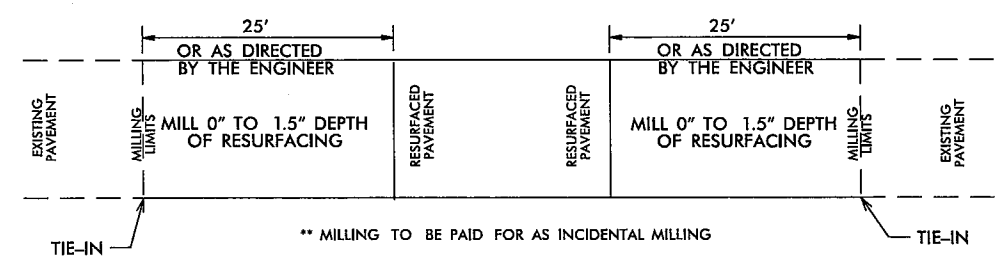 25'
OR AS DIRECTED
BY THE ENGINEER
25'
OR AS DIRECTED
BY THE ENGINEER
EXISTING
PAVEMENT
MILLING
LIMITS
MILL 0" TO 1.5" DEPTH
OF RESURFACING
RESURFACED
PAVEMENT
RESURFACED
PAVEMENT
MILL 0" TO 1.5" DEPTH
OF RESURFACING
MILLING
LIMITS
EXISTING
PAVEMENT
TIE–IN
** MILLING TO BE PAID FOR AS INCIDENTAL MILLING
TIE–IN